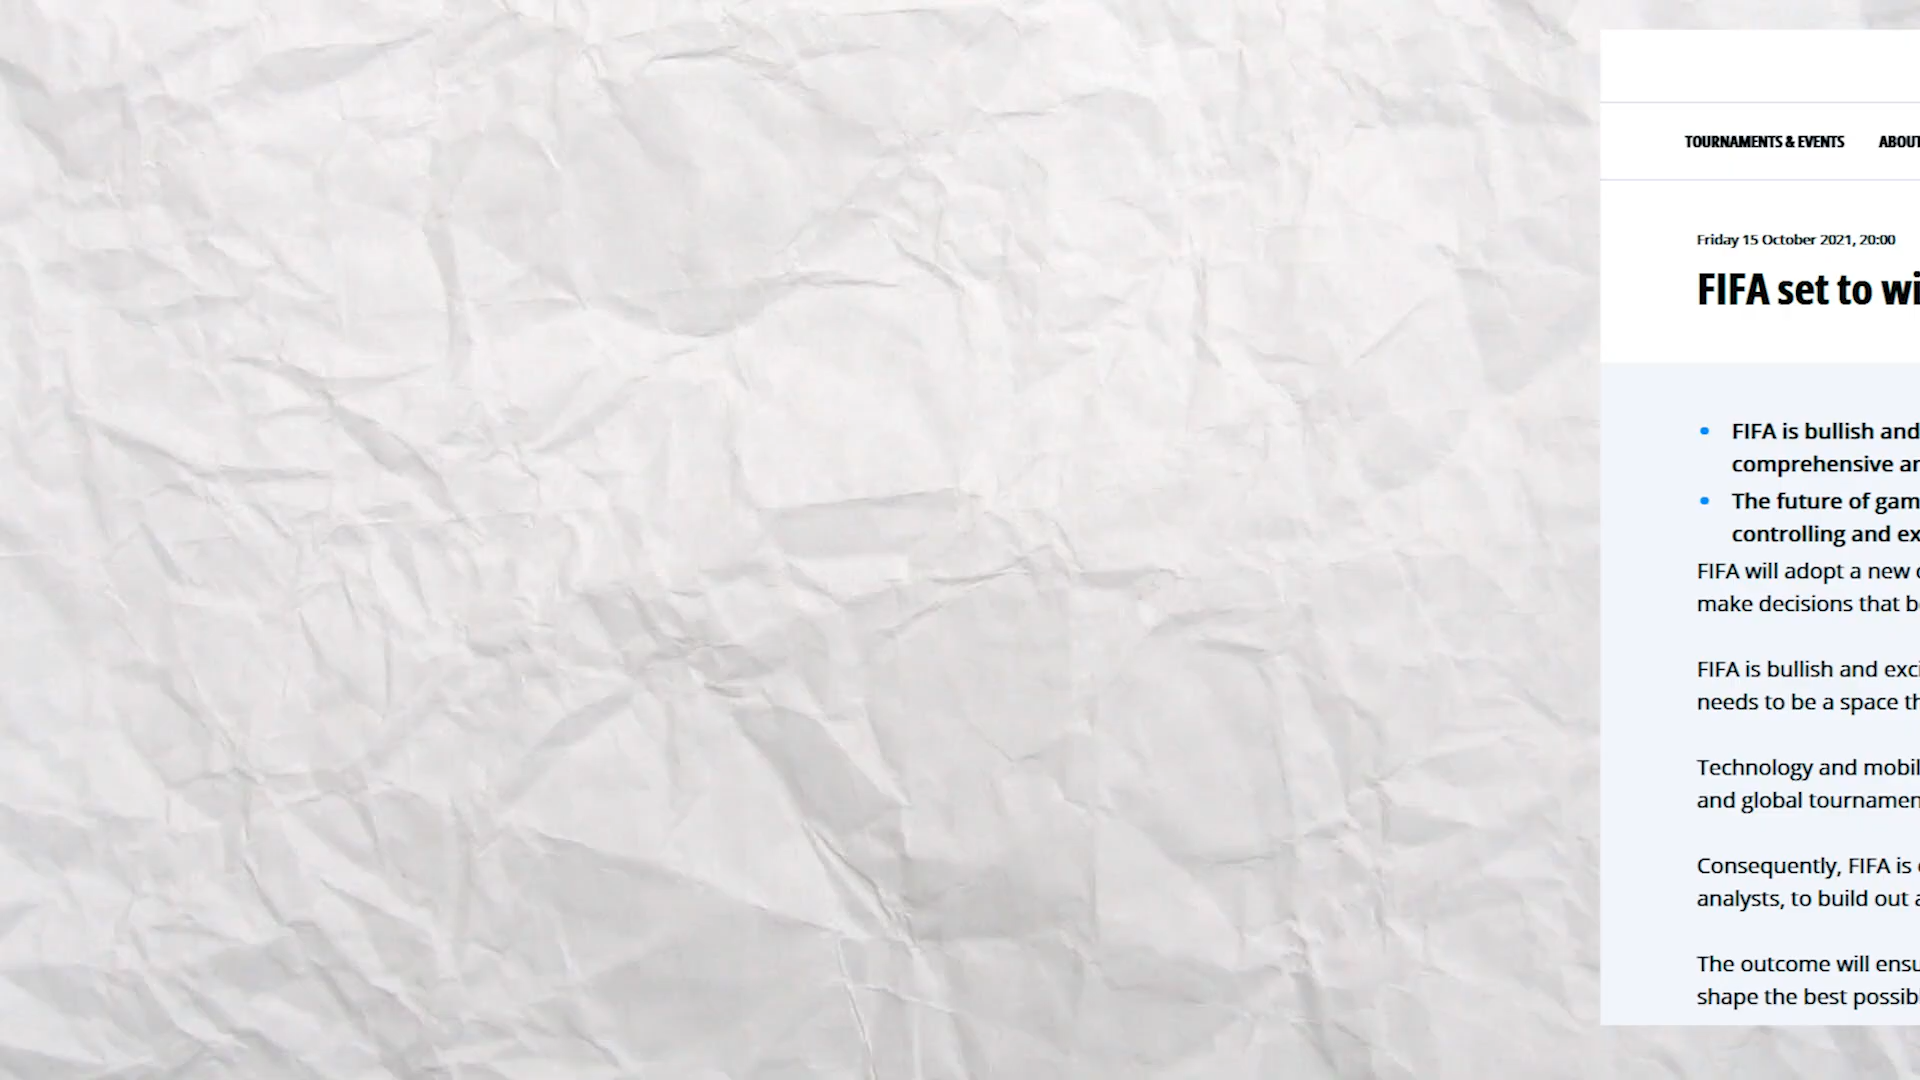 TOURNAMENTS & EVENTS ABOUT
Friday 15 October 2021, 20:00
FIFA set to wi
• FIFA is bullish and
comprehensive an
• The future of gam
controlling and ex
FIFA will adopt a new
make decisions that b
FIFA is bullish and exci
needs to be a space th
Technology and mobil
and global tournamen
Consequently, FIFA is
analysts, to build out a
The outcome will ensu
shape the best possib